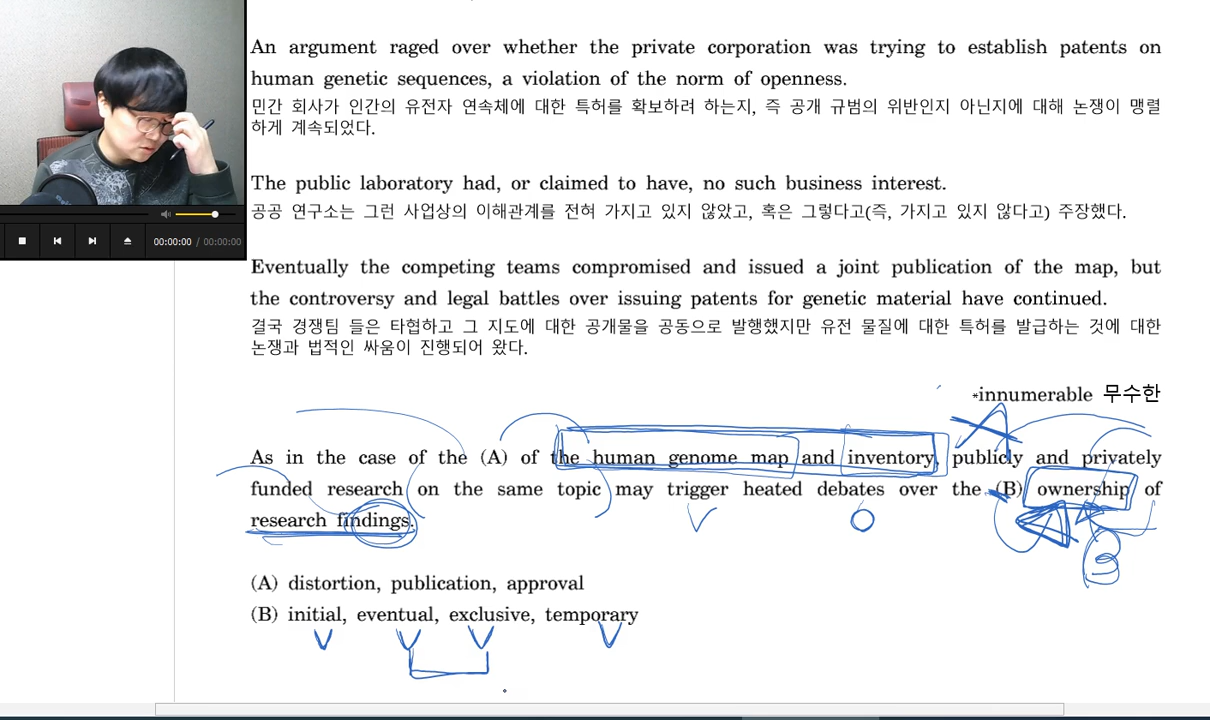 An argument raged over whether the private corporation was trying to establish patents on
human genetic sequences, a violation of the norm of openness.
민간 회사가 인간의 유전자 연속체에 대한 특허를 확보하려 하는지, 즉 공개 규범의 위반인지 아닌지에 대해 논쟁이 맹렬
하게 계속되었다.
The public laboratory had, or claimed to have, no such business interest.
공공 연구소는 그런 사업상의 이해관계를 전혀 가지고 있지 않았고, 혹은 그렇다고(즉, 가지고 있지 않다고) 주장했다.
00:00:00 / 00:00:00
Eventually the competing teams compromised and issued a joint publication of the map, but
the controversy and legal battles over issuing patents for genetic material have continued.
결국 경쟁팀 들은 타협하고 그 지도에 대한 공개물을 공동으로 발행했지만 유전 물질에 대한 특허를 발급하는 것에 대한
논쟁과 법적인 싸움이 진행되어 왔다.
*innumerable 무수한
As in the case of the (A) of the human genome map and inventory, publicly and privately
funded research on the same topic may trigger heated debates over the (B) ownership of
research findings.
B
(A) distortion, publication, approval
(B) initial, eventual, exclusive, temporary